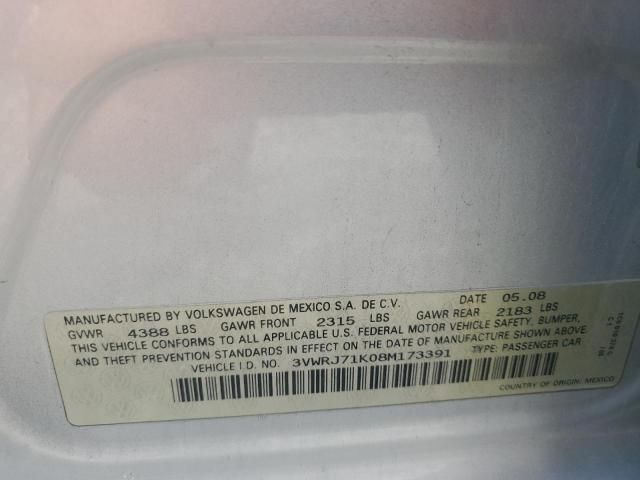 MANUFACTURED BY VOLKSWAGEN DE MEXICO S.A. DE C.V. DATE 05.08
GVWR 4388 LBS GAWR FRONT 2315 LBS GAWR REAR 2183 LBS
THIS VEHICLE CONFORMS TO ALL APPLICABLE U.S. FEDERAL MOTOR VEHICLE SAFETY, BUMPER,
AND THEFT PREVENTION STANDARDS IN EFFECT ON DATE OF MANUFACTURE SHOWN ABOVE.
VEHICLE I.D. NO. 3VWRJ71K08M173391 TYPE: PASSENGER CAR
COUNTRY OF ORIGIN: MEXICO